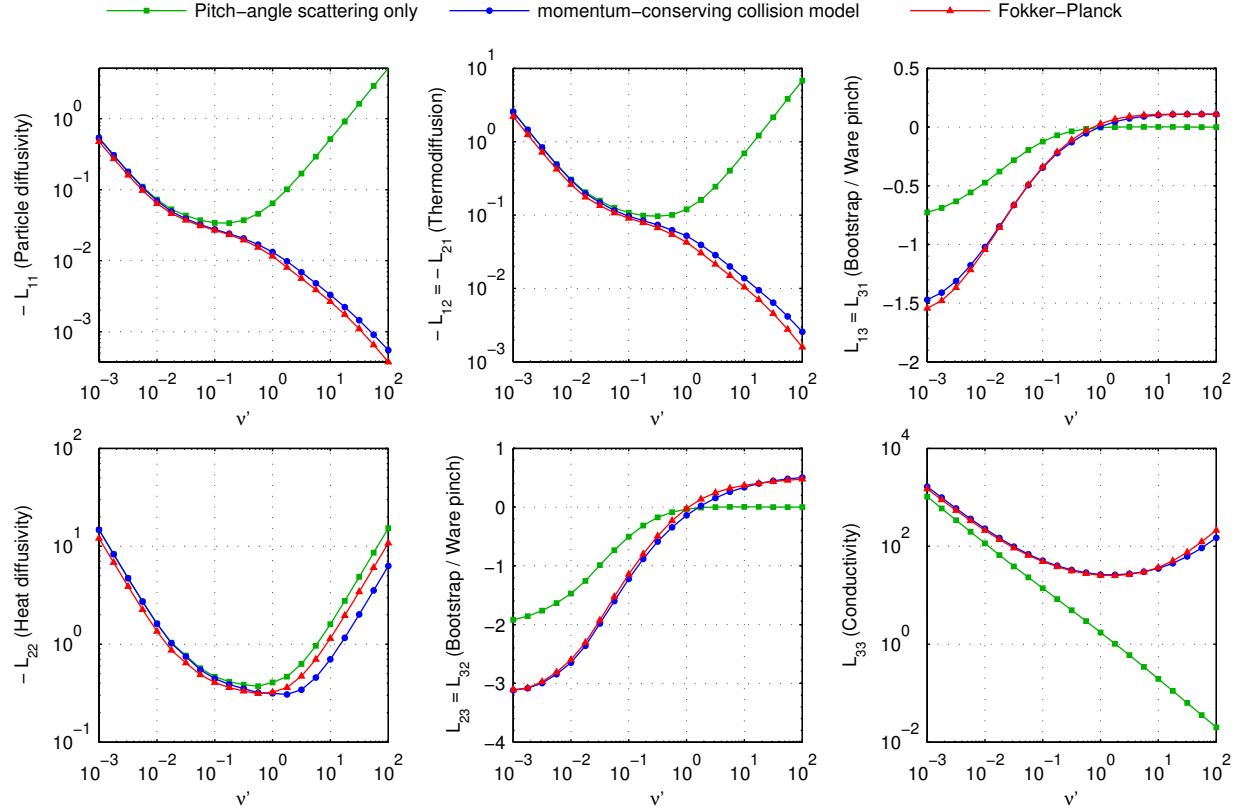 Pitch−angle scattering only momentum−conserving collision model Fokker−Planck
− L11 (Particle diffusivity)
10^0
10^−1
10^−2
10^−3
10^−3 10^−2 10^−1 10^0 10^1 10^2
ν’
− L12 = − L21 (Thermodiffusion)
10^1
10^0
10^−1
10^−2
10^−3
10^−3 10^−2 10^−1 10^0 10^1 10^2
ν’
L13 = L31 (Bootstrap / Ware pinch)
0.5
0
−0.5
−1
−1.5
−2
10^−3 10^−2 10^−1 10^0 10^1 10^2
ν’
− L22 (Heat diffusivity)
10^2
10^1
10^0
10^−1
10^−3 10^−2 10^−1 10^0 10^1 10^2
ν’
L23 = L32 (Bootstrap / Ware pinch)
1
0
−1
−2
−3
−4
10^−3 10^−2 10^−1 10^0 10^1 10^2
ν’
L33 (Conductivity)
10^4
10^2
10^0
10^−2
10^−3 10^−2 10^−1 10^0 10^1 10^2
ν’